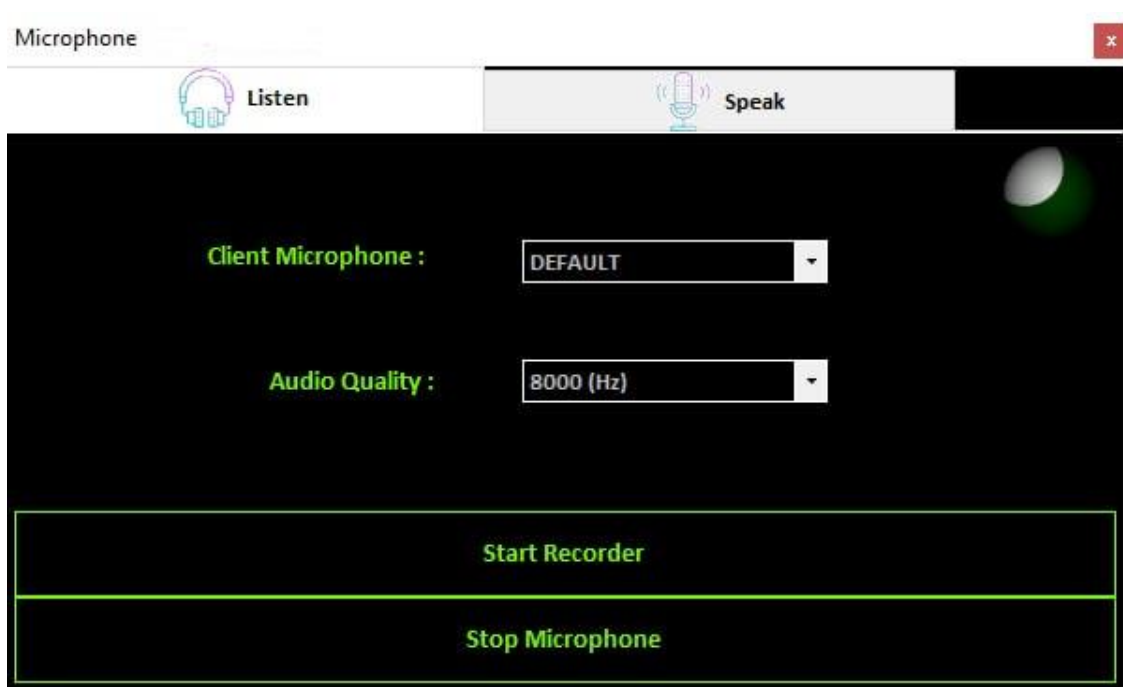 Microphone
x
Listen
Speak
Client Microphone :
DEFAULT
Audio Quality :
8000 (Hz)
Start Recorder
Stop Microphone